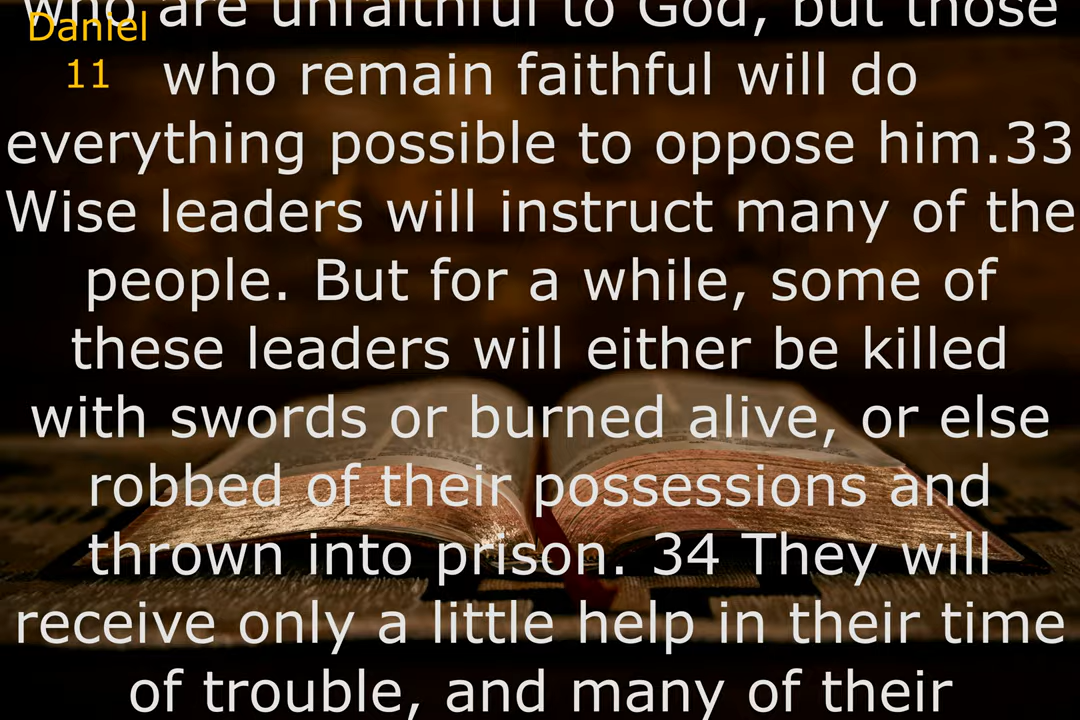 who are unfaithful to God, but those
Daniel
11
who remain faithful will do
everything possible to oppose him.33
Wise leaders will instruct many of the
people. But for a while, some of
these leaders will either be killed
with swords or burned alive, or else
robbed of their possessions and
thrown into prison. 34 They will
receive only a little help in their time
of trouble, and many of their